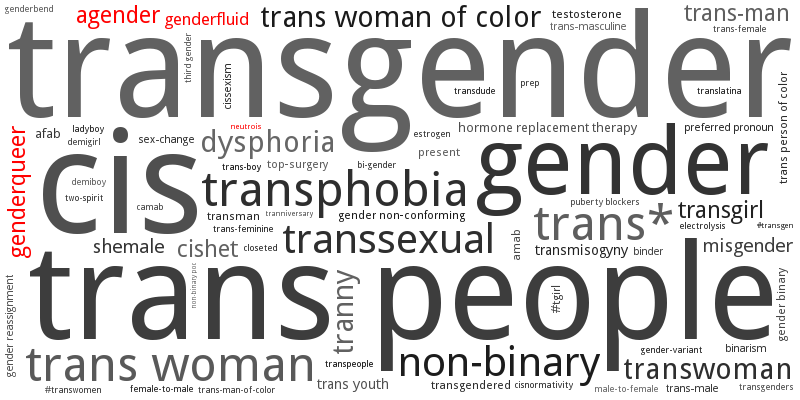 genderbend
agender
genderfluid
trans woman of color
testosterone
trans-masculine
trans-man
trans-female
transgender
third gender
cissexism
transdude
prep
translatina
trans person of color
genderqueer
afab
ladyboy
demigirl
sex-change
neutrois
dysphoria
estrogen
hormone replacement therapy
preferred pronoun
cis
trans-boy
top-surgery
bi-gender
present
gender
demiboy
two-spirit
camab
transphobia
transman
tranniversary
gender non-conforming
puberty blockers
trans*
transgirl
trans-feminine
electrolysis
#transgen
shemale
cishet
closeted
transsexual
amab
transmisogyny
binder
misgender
gender reassignment
trans people
non-binary poc
tranny
#tgirl
gender binary
trans woman
transpeople
non-binary
gender-variant
binarism
transwoman
#transwomen
female-to-male
trans-man-of-color
trans youth
transgendered
cisnormativity
male-to-female
trans-male
transgenders